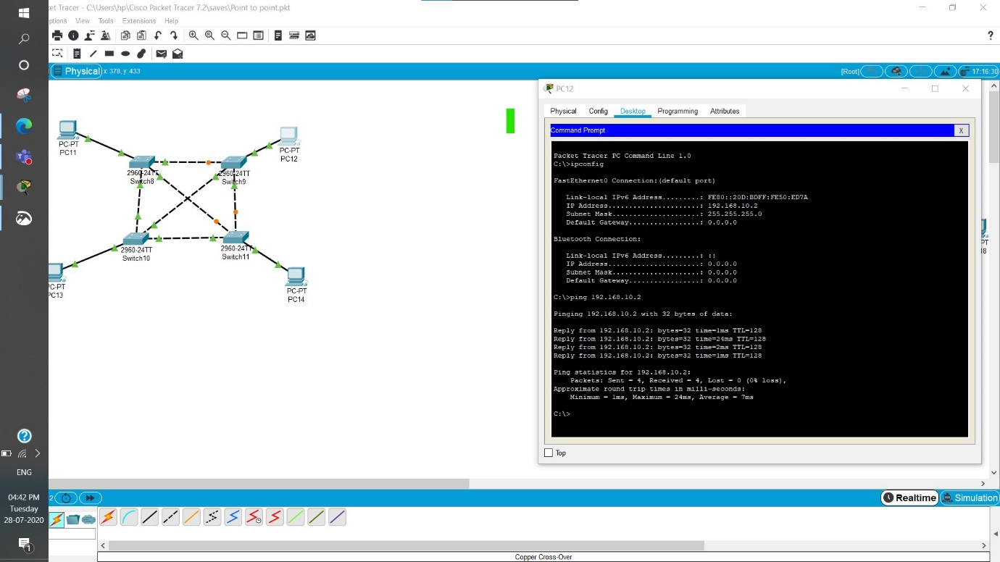 et Tracer - C:\Users\hp\Cisco Packet Tracer 7.2\saves\Point to point.pkt
ptions View Tools Extensions Help
?
Physical x: 378, y: 433
[Root] 17:16:30
PC12
Physical Config Desktop Programming Attributes
Command Prompt X
Packet Tracer PC Command Line 1.0
C:\>ipconfig
FastEthernet0 Connection:(default port)
Link-local IPv6 Address.........: FE80::20D:BDFF:FE50:ED7A
IP Address......................: 192.168.10.2
Subnet Mask.....................: 255.255.255.0
Default Gateway.................: 0.0.0.0
Bluetooth Connection:
Link-local IPv6 Address.........: ::
IP Address......................: 0.0.0.0
Subnet Mask.....................: 0.0.0.0
Default Gateway.................: 0.0.0.0
C:\>ping 192.168.10.2
Pinging 192.168.10.2 with 32 bytes of data:
Reply from 192.168.10.2: bytes=32 time=1ms TTL=128
Reply from 192.168.10.2: bytes=32 time=24ms TTL=128
Reply from 192.168.10.2: bytes=32 time=2ms TTL=128
Reply from 192.168.10.2: bytes=32 time=1ms TTL=128
Ping statistics for 192.168.10.2:
Packets: Sent = 4, Received = 4, Lost = 0 (0% loss),
Approximate round trip times in milli-seconds:
Minimum = 1ms, Maximum = 24ms, Average = 7ms
C:\>
Top
PC-PT
PC11
PC-PT
PC12
2960-24TT
Switch8
2960-24TT
Switch9
2960-24TT
Switch10
2960-24TT
Switch11
PC-PT
PC13
PC-PT
PC14
PT
18
ENG
04:42 PM
Tuesday
28-07-2020
1
2
Realtime Simulation
Copper Cross-Over